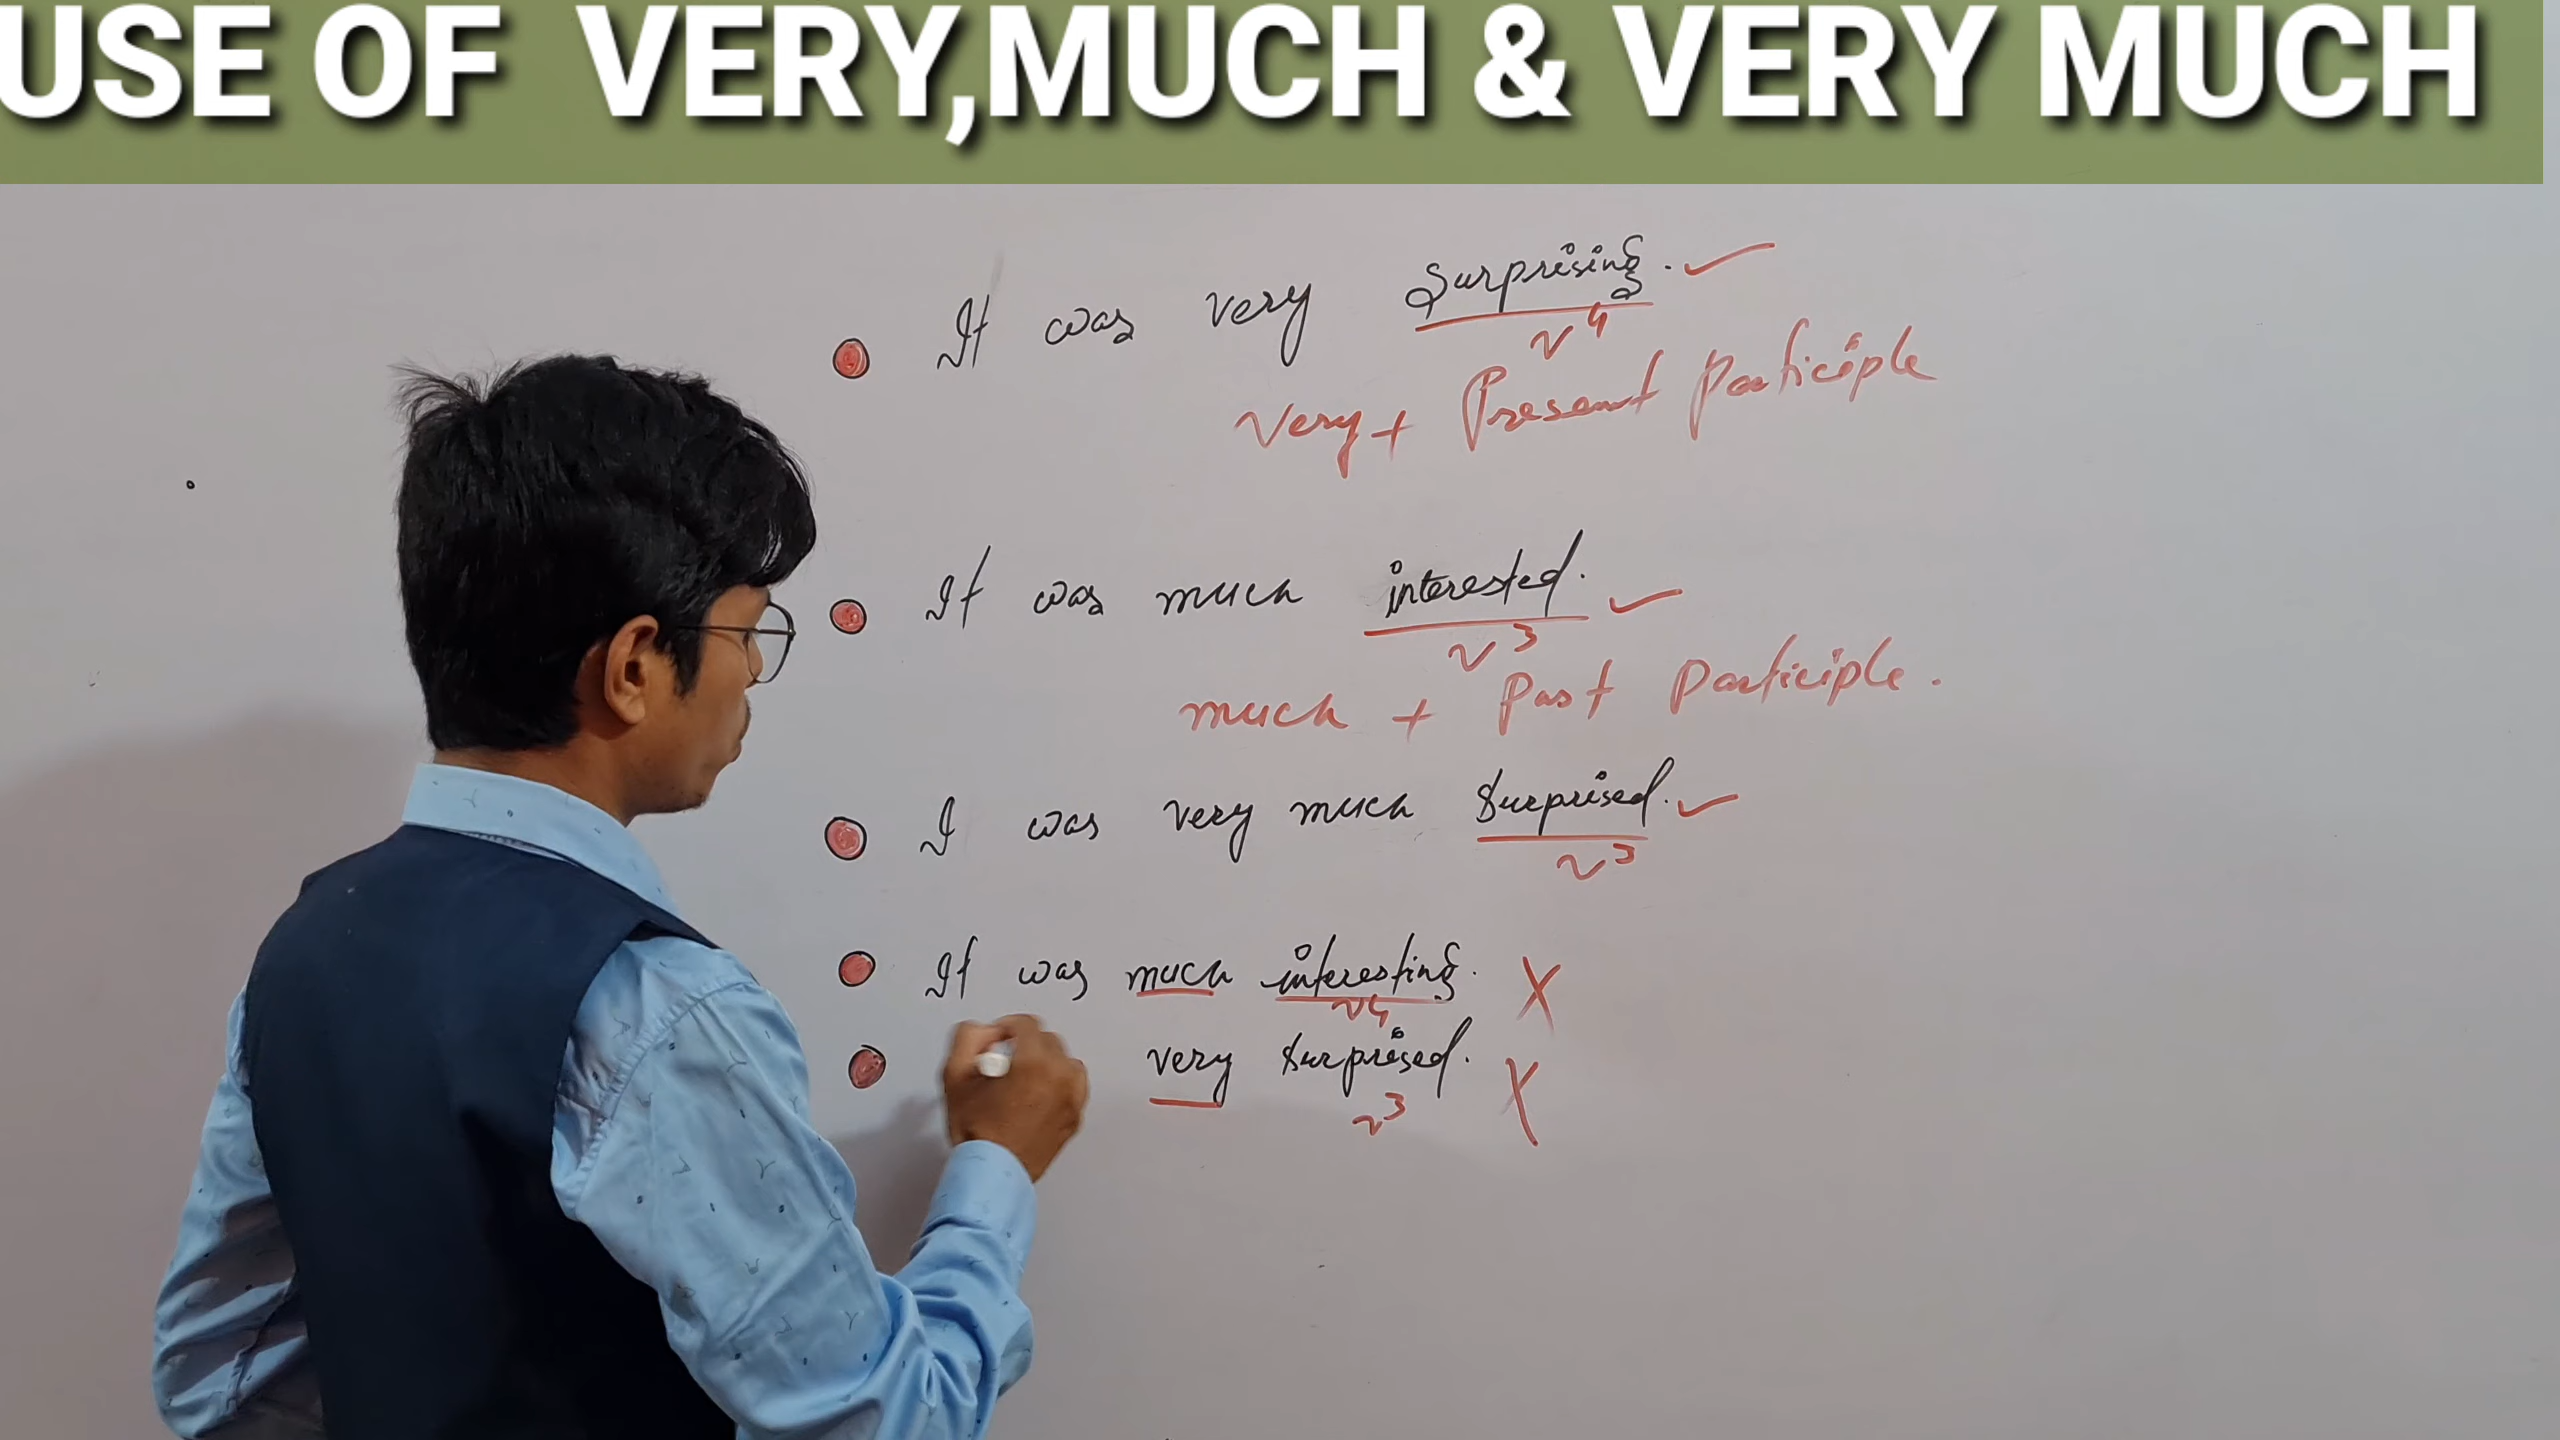 USE OF VERY,MUCH & VERY MUCH
It was very Surprising.
V4
Very + Present Participle
It was much interested.
V3
much + Past Participle.
I was very much Surprised.
V3
It was much interesting. X
V4
very surprised. X
V3